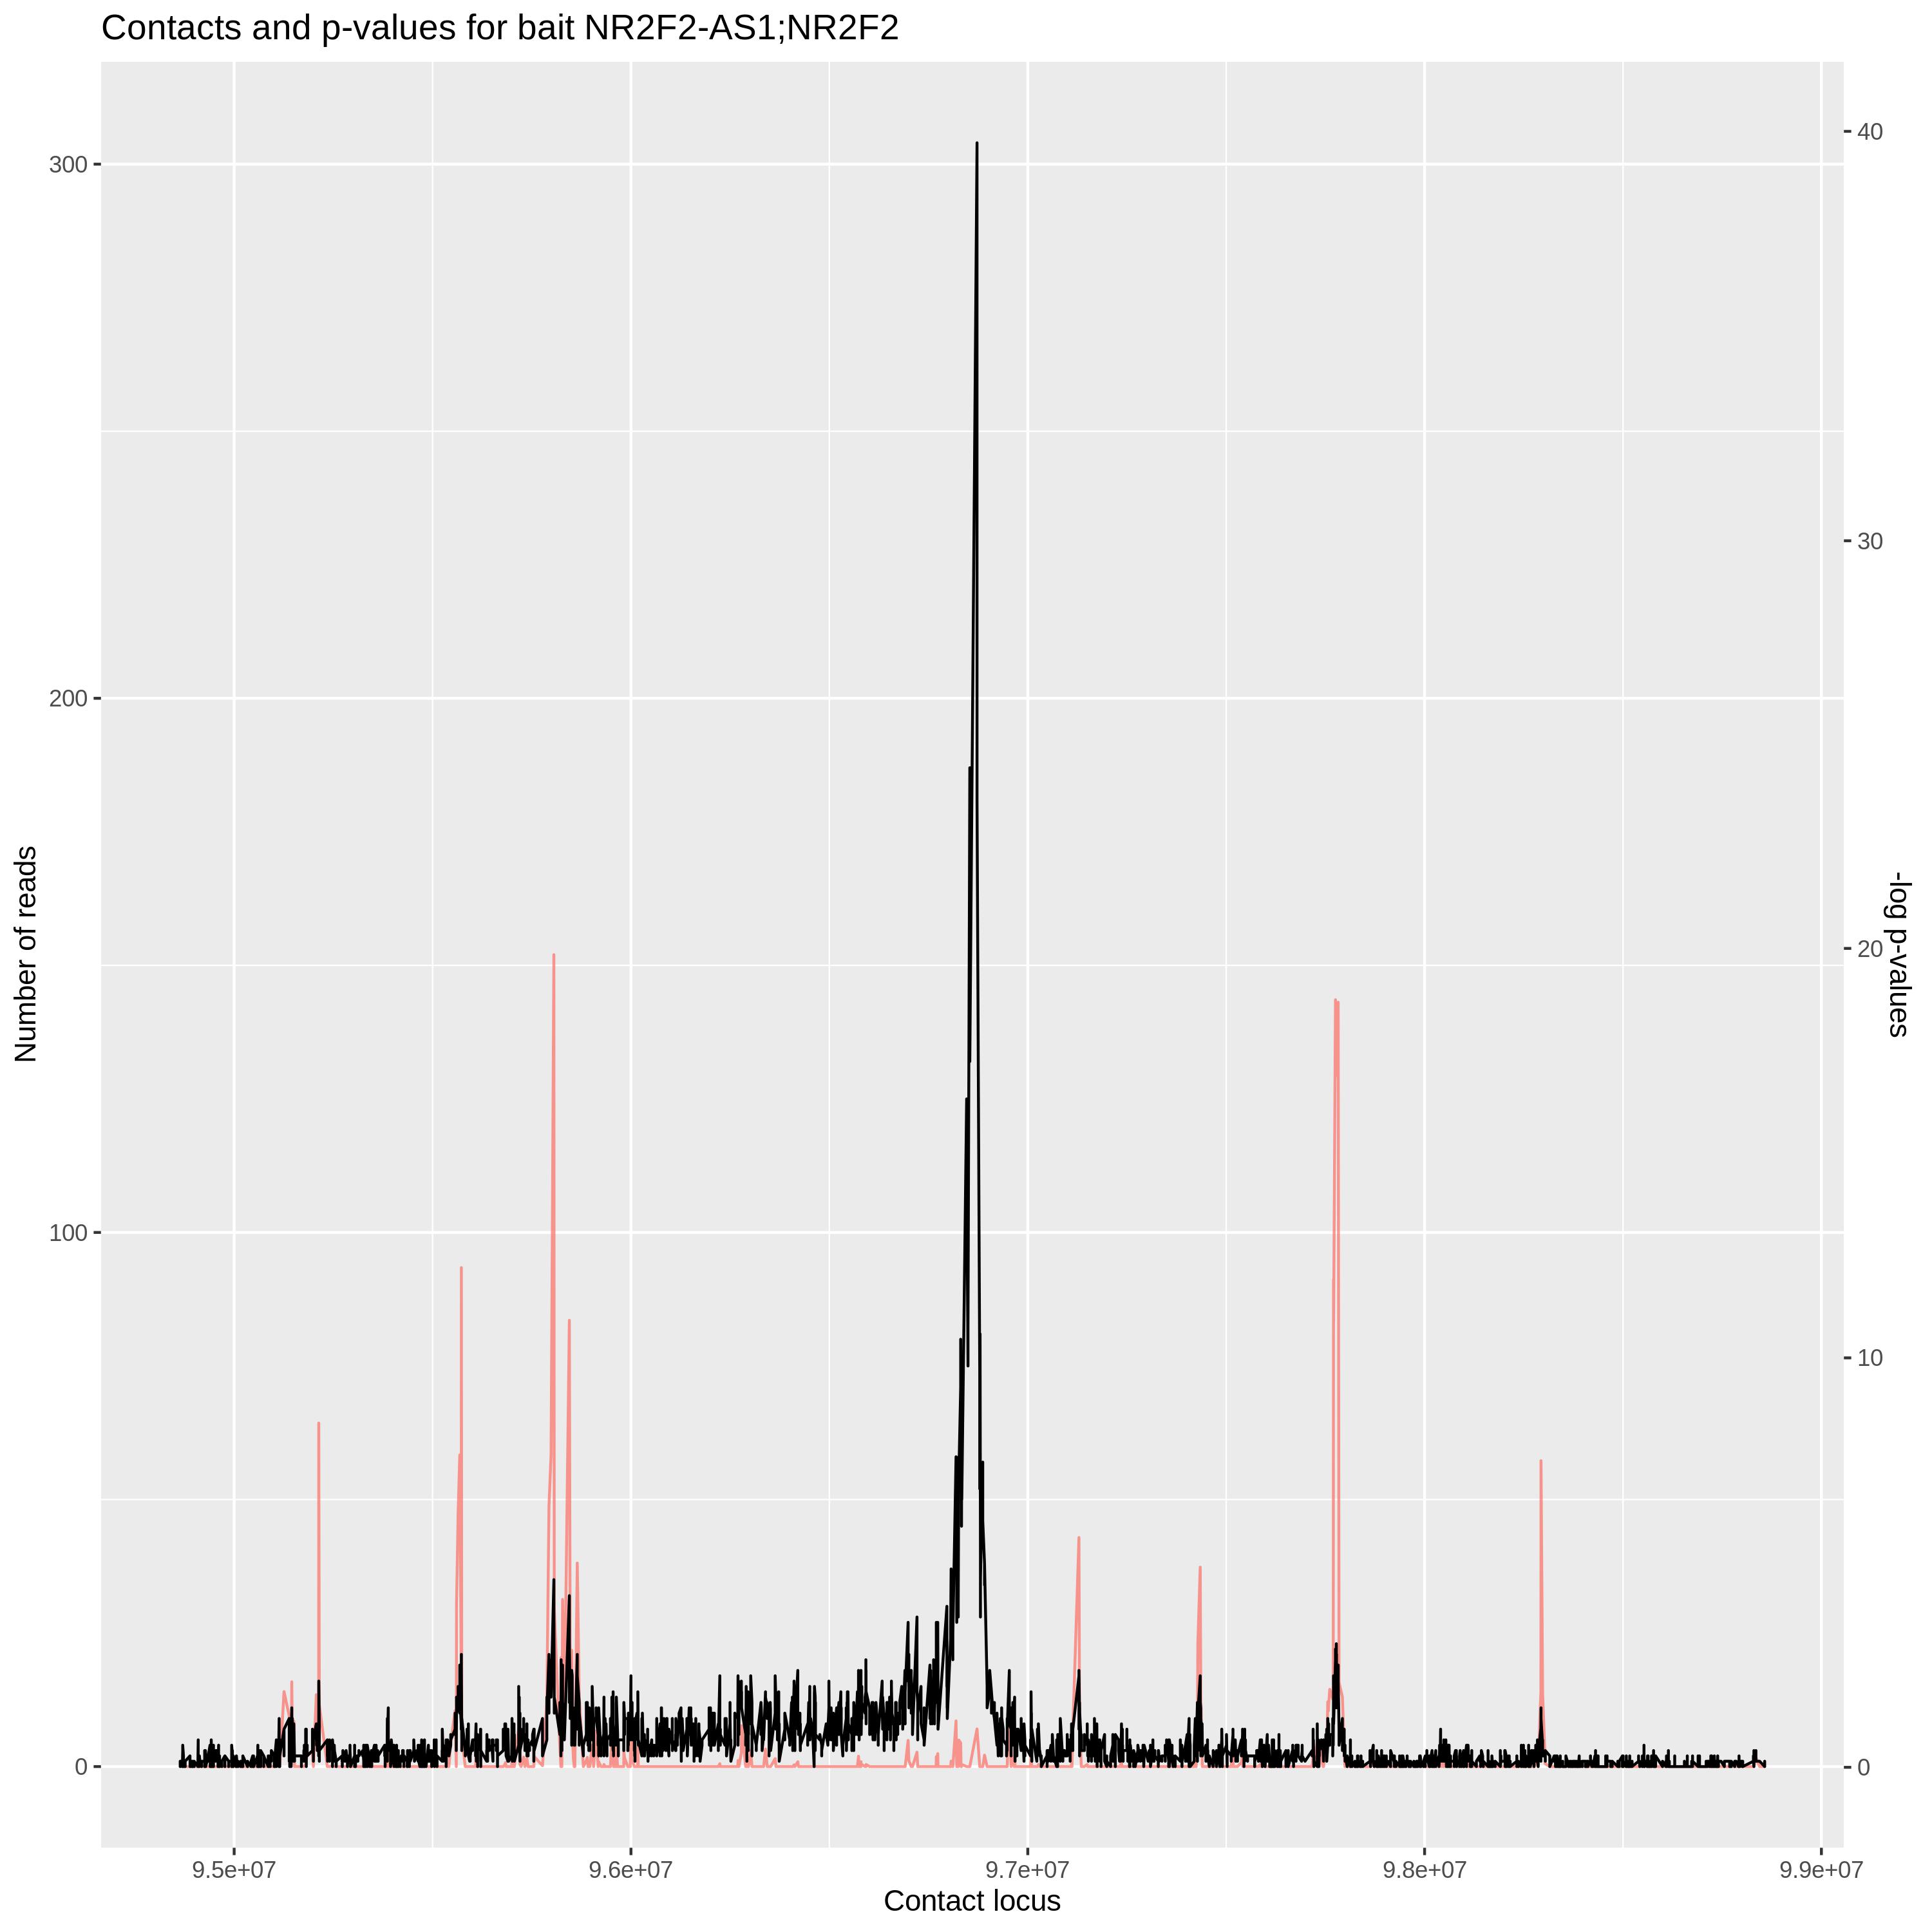 Contacts and p-values for bait NR2F2-AS1;NR2F2
300
200
100
0
Number of reads
40
30
20
10
0
-log p-values
9.5e+07
9.6e+07
9.7e+07
9.8e+07
9.9e+07
Contact locus